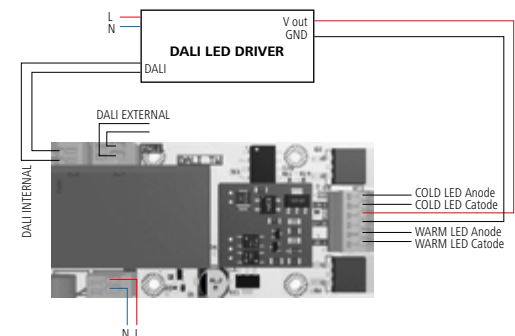 L
N
V out
GND
DALI LED DRIVER
DALI
DALI EXTERNAL
DALI INTERNAL
DALI_TW
COLD LED Anode
COLD LED Catode
WARM LED Anode
WARM LED Catode
N L